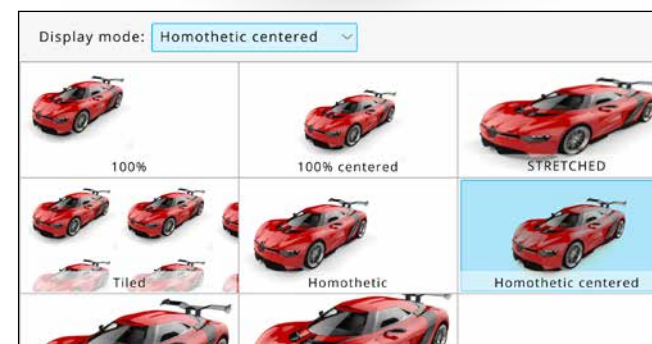 Display mode: Homothetic centered
100%
100% centered
STRETCHED
Tiled
Homothetic
Homothetic centered